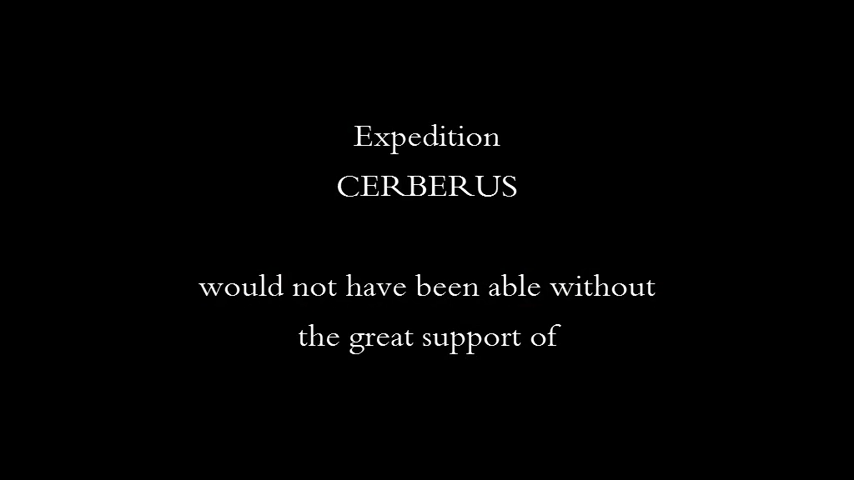 Expedition
CERBERUS
would not have been able without
the great support of